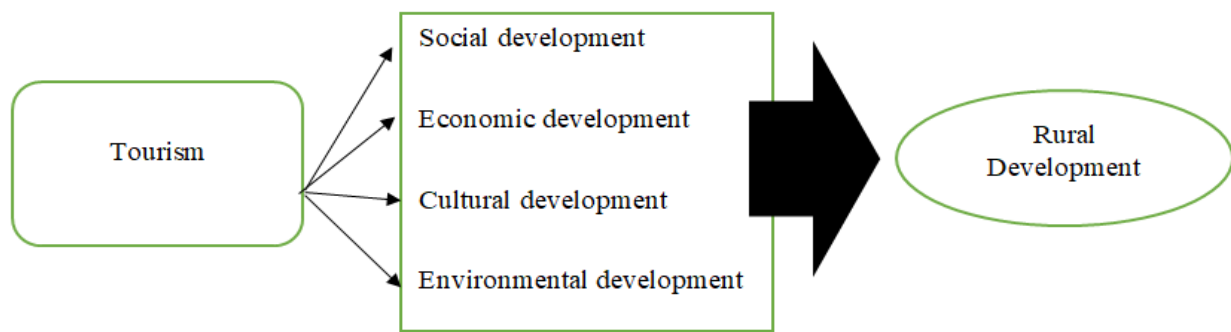 Tourism
Social development
Economic development
Cultural development
Environmental development
Rural
Development